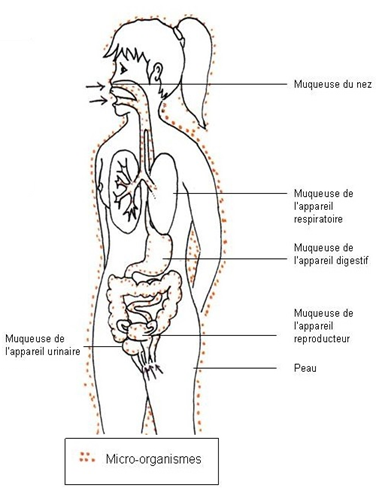 Muqueuse du nez
Muqueuse de
l'appareil
respiratoire
Muqueuse de
l'appareil digestif
Muqueuse de
l'appareil
reproducteur
Muqueuse de
l'appareil urinaire
Peau
Micro-organismes